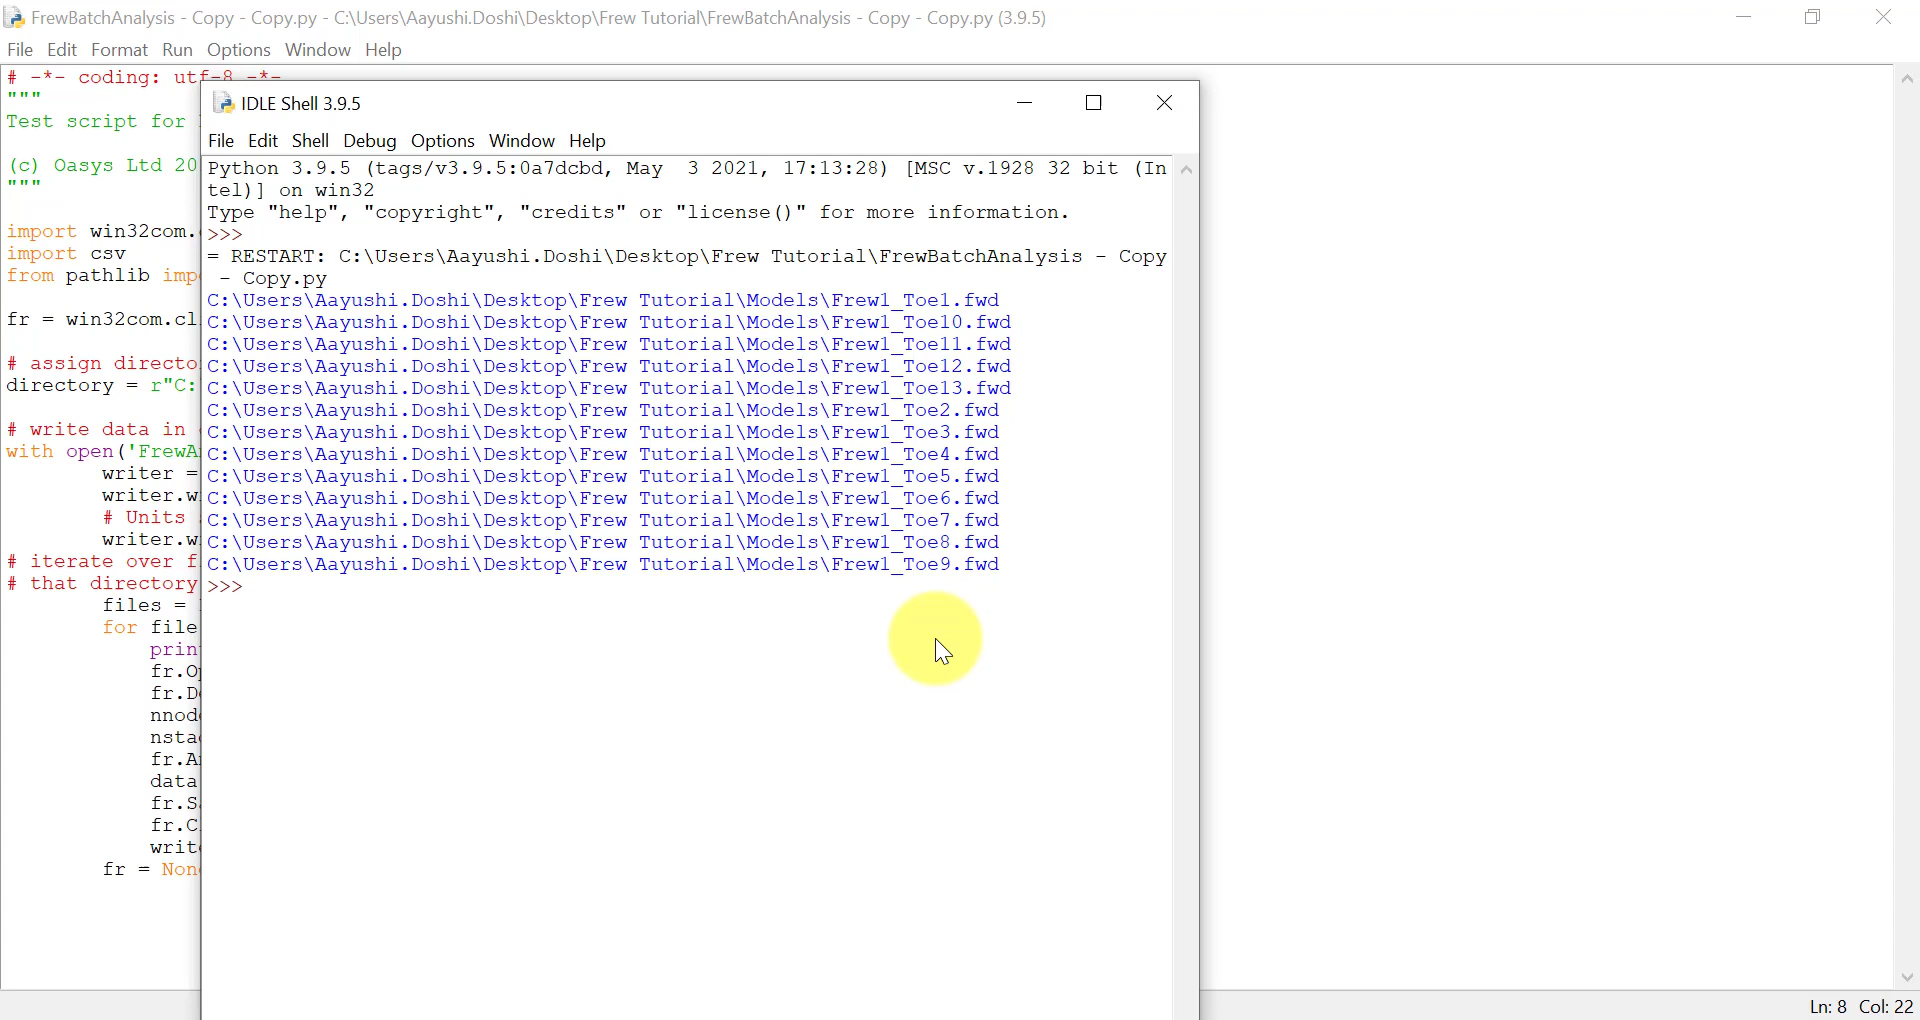 FrewBatchAnalysis - Copy - Copy.py - C:\Users\Aayushi.Doshi\Desktop\Frew Tutorial\FrewBatchAnalysis - Copy - Copy.py (3.9.5)
File Edit Format Run Options Window Help
# -*- coding: utf-8 -*-
"""
Test script for
(c) Oasys Ltd 20
"""
import win32com.
import csv
from pathlib imp
fr = win32com.cl
# assign directo
directory = r"C:
# write data in
with open('FrewA
writer =
writer.w
# Units
writer.w
# iterate over f
# that directory
files =
for file
prin
fr.O
fr.D
nnod
nsta
fr.A
data
fr.S
fr.C
writ
fr = Non
IDLE Shell 3.9.5
File Edit Shell Debug Options Window Help
Python 3.9.5 (tags/v3.9.5:0a7dcbd, May  3 2021, 17:13:28) [MSC v.1928 32 bit (In
tel)] on win32
Type "help", "copyright", "credits" or "license()" for more information.
>>>
= RESTART: C:\Users\Aayushi.Doshi\Desktop\Frew Tutorial\FrewBatchAnalysis - Copy
- Copy.py
C:\Users\Aayushi.Doshi\Desktop\Frew Tutorial\Models\Frew1_Toe1.fwd
C:\Users\Aayushi.Doshi\Desktop\Frew Tutorial\Models\Frew1_Toe10.fwd
C:\Users\Aayushi.Doshi\Desktop\Frew Tutorial\Models\Frew1_Toe11.fwd
C:\Users\Aayushi.Doshi\Desktop\Frew Tutorial\Models\Frew1_Toe12.fwd
C:\Users\Aayushi.Doshi\Desktop\Frew Tutorial\Models\Frew1_Toe13.fwd
C:\Users\Aayushi.Doshi\Desktop\Frew Tutorial\Models\Frew1_Toe2.fwd
C:\Users\Aayushi.Doshi\Desktop\Frew Tutorial\Models\Frew1_Toe3.fwd
C:\Users\Aayushi.Doshi\Desktop\Frew Tutorial\Models\Frew1_Toe4.fwd
C:\Users\Aayushi.Doshi\Desktop\Frew Tutorial\Models\Frew1_Toe5.fwd
C:\Users\Aayushi.Doshi\Desktop\Frew Tutorial\Models\Frew1_Toe6.fwd
C:\Users\Aayushi.Doshi\Desktop\Frew Tutorial\Models\Frew1_Toe7.fwd
C:\Users\Aayushi.Doshi\Desktop\Frew Tutorial\Models\Frew1_Toe8.fwd
C:\Users\Aayushi.Doshi\Desktop\Frew Tutorial\Models\Frew1_Toe9.fwd
>>>
Ln: 8 Col: 22